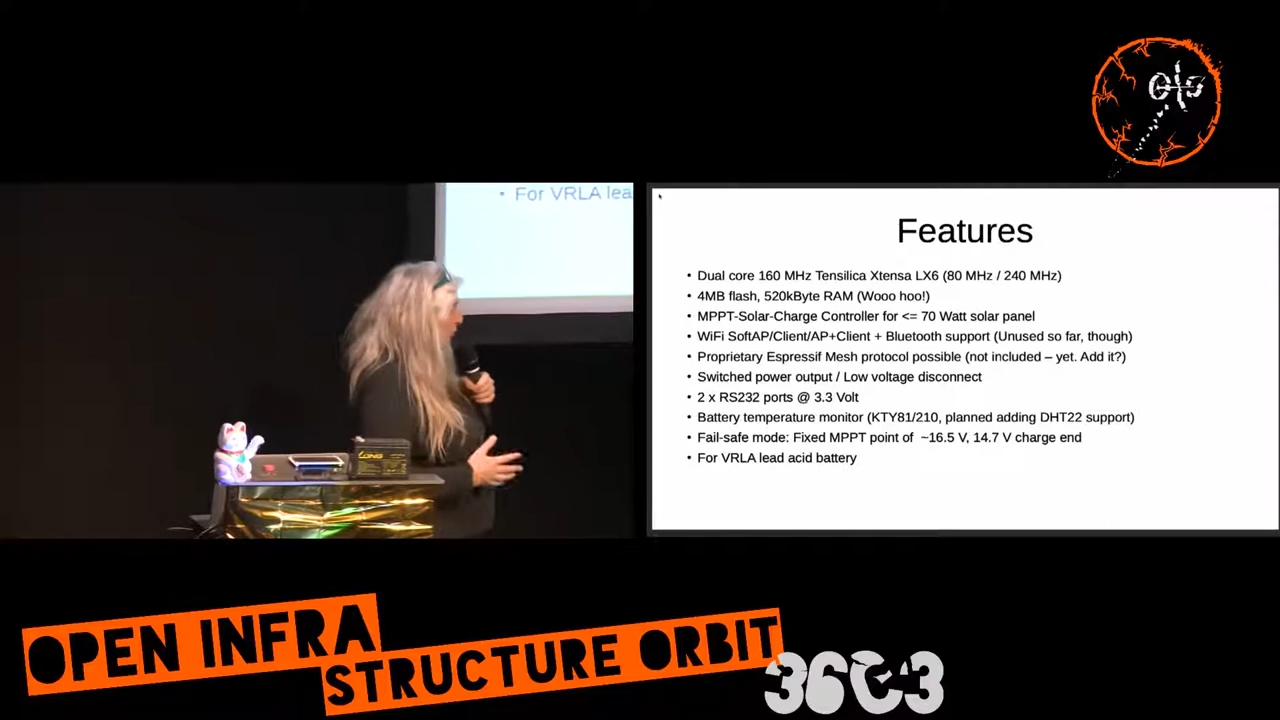 oio
For VRLA lea
LONG
Features
• Dual core 160 MHz Tensilica Xtensa LX6 (80 MHz / 240 MHz)
• 4MB flash, 520kByte RAM (Wooo hoo!)
• MPPT-Solar-Charge Controller for <= 70 Watt solar panel
• WiFi SoftAP/Client/AP+Client + Bluetooth support (Unused so far, though)
• Proprietary Espressif Mesh protocol possible (not included – yet. Add it?)
• Switched power output / Low voltage disconnect
• 2 x RS232 ports @ 3.3 Volt
• Battery temperature monitor (KTY81/210, planned adding DHT22 support)
• Fail-safe mode: Fixed MPPT point of ~16.5 V, 14.7 V charge end
• For VRLA lead acid battery
OPEN INFRA
STRUCTURE ORBIT
36C3